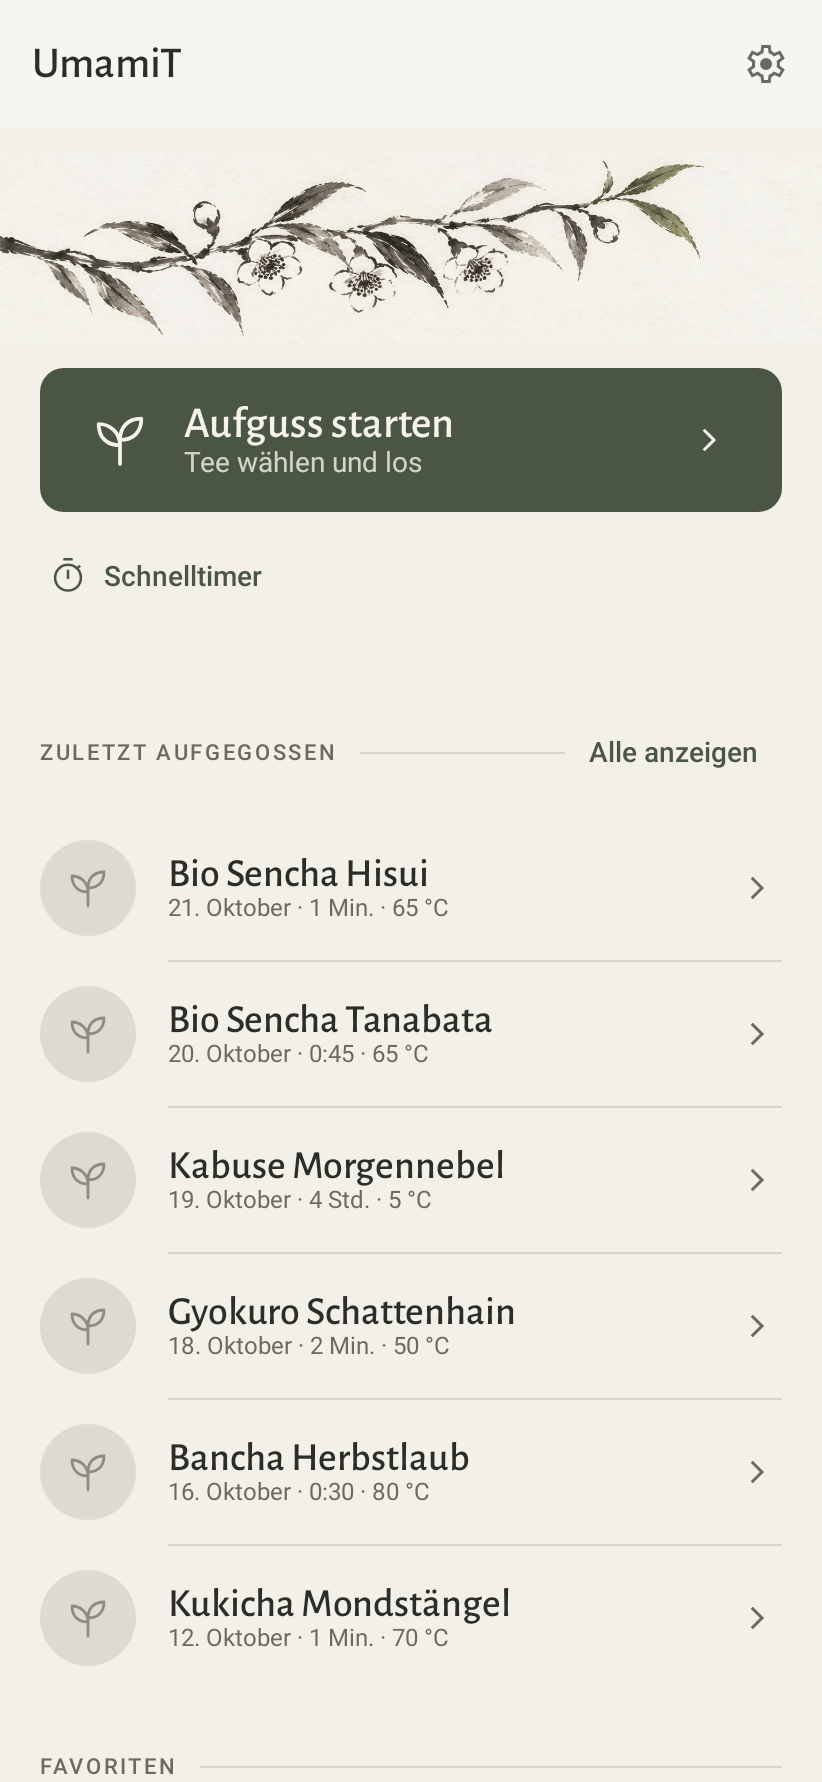 UmamiT
Aufguss starten
Tee wählen und los
Schnelltimer
ZULETZT AUFGEGOSSEN
Alle anzeigen
Bio Sencha Hisui
21. Oktober · 1 Min. · 65 °C
Bio Sencha Tanabata
20. Oktober · 0:45 · 65 °C
Kabuse Morgennebel
19. Oktober · 4 Std. · 5 °C
Gyokuro Schattenhain
18. Oktober · 2 Min. · 50 °C
Bancha Herbstlaub
16. Oktober · 0:30 · 80 °C
Kukicha Mondstängel
12. Oktober · 1 Min. · 70 °C
FAVORITEN